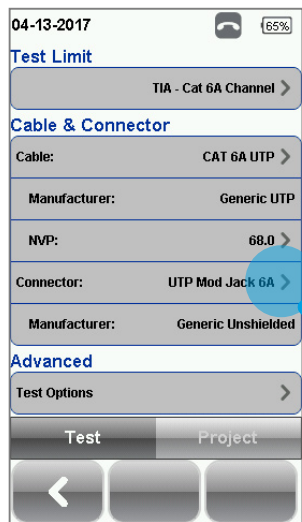 04-13-2017 65%
Test Limit
TIA - Cat 6A Channel
Cable & Connector
Cable: CAT 6A UTP
Manufacturer: Generic UTP
NVP: 68.0
Connector: UTP Mod Jack 6A
Manufacturer: Generic Unshielded
Advanced
Test Options
Test Project